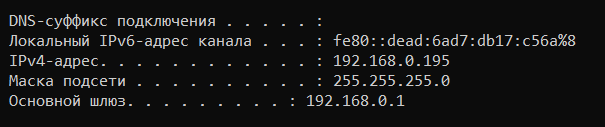 DNS-суффикс подключения . . . . . :
Локальный IPv6-адрес канала . . . : fe80::dead:6ad7:db17:c56a%8
IPv4-адрес. . . . . . . . . . . . : 192.168.0.195
Маска подсети . . . . . . . . . . : 255.255.255.0
Основной шлюз. . . . . . . . . : 192.168.0.1